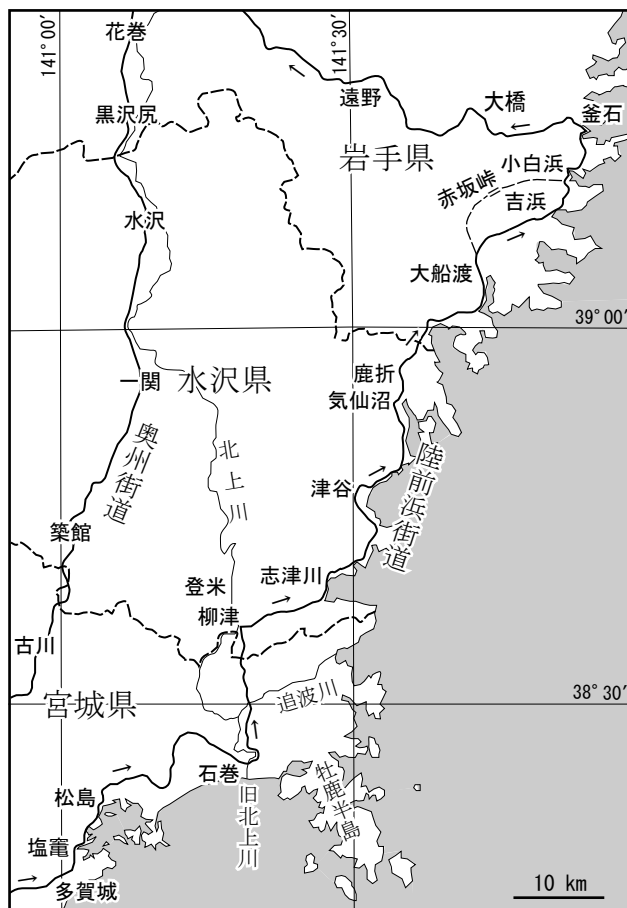 141° 00′
141° 30′
花巻
遠野
大橋
釜石
黒沢尻
岩手県
小白浜
赤坂峠
吉浜
水沢
大船渡
39° 00′
一関
水沢県
鹿折
気仙沼
奥州街道
北上川
陸前浜街道
津谷
築館
志津川
登米
柳津
古川
38° 30′
宮城県
追波川
石巻
牡鹿半島
松島
旧北上川
塩竈
多賀城
10 km